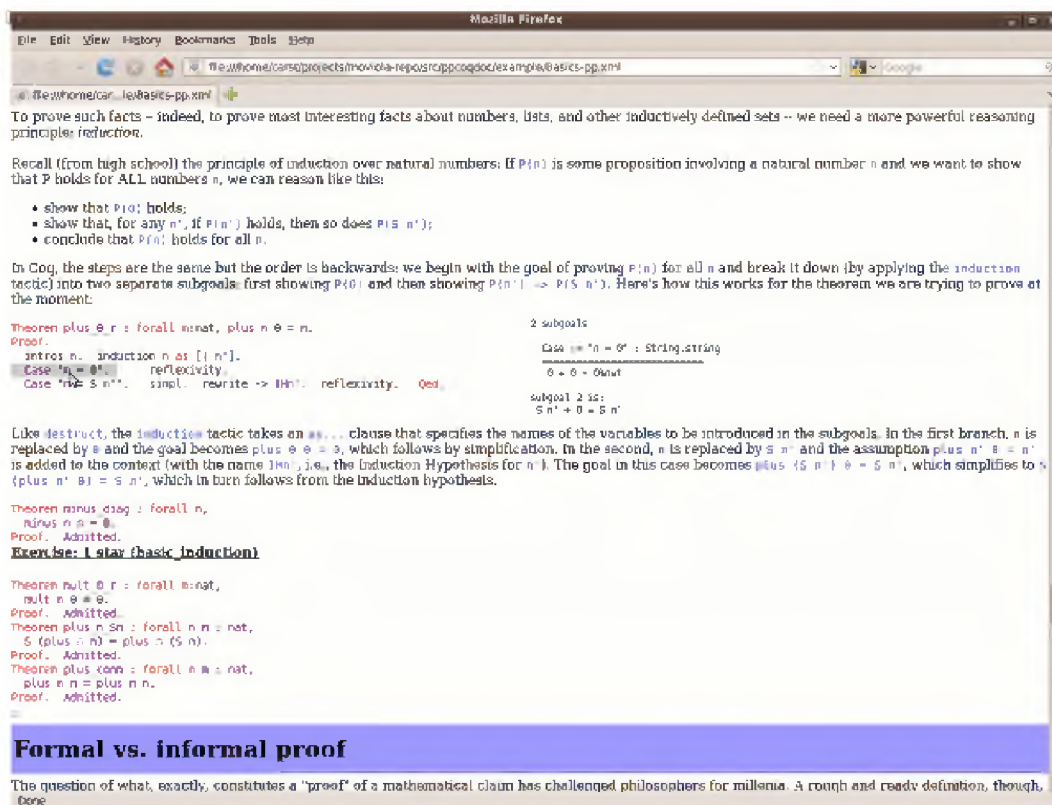 Mozilla Firefox
File Edit View History Bookmarks Tools Help
Google
To prove such facts – indeed, to prove most interesting facts about numbers, lists, and other inductively defined sets -- we need a more powerful reasoning
principle: induction.
Recall (from high school) the principle of induction over natural numbers: If P(n) is some proposition involving a natural number n and we want to show
that P holds for ALL numbers n, we can reason like this:
• show that P(0) holds;
• show that, for any n', if P(n') holds, then so does P(S n');
• conclude that P(n) holds for all n.
In Coq, the steps are the same but the order is backwards: we begin with the goal of proving P(n) for all n and break it down (by applying the induction
tactic) into two separate subgoals: first showing P(0) and then showing P(n') -> P(S n'). Here's how this works for the theorem we are trying to prove at
the moment:
Theorem plus_0_r : forall n:nat, plus n 0 = n.
Proof.
intros n. induction n as [| n'].
Case "n = 0". reflexivity.
Case "n = S n'". simpl. rewrite -> IHn'. reflexivity. Qed.
2 subgoals
Case := "n = 0" : String.string
0 + 0 = 0
subgoal 2 is:
S n' + 0 = S n'
Like destruct, the induction tactic takes an as... clause that specifies the names of the variables to be introduced in the subgoals. In the first branch, n is
replaced by 0 and the goal becomes plus 0 0 = 0, which follows by simplification. In the second, n is replaced by S n' and the assumption plus n' 0 = n'
is added to the context (with the name IHn', i.e., the Induction Hypothesis for n'). The goal in this case becomes plus (S n') 0 = S n', which simplifies to S
(plus n' 0) = S n', which in turn follows from the induction hypothesis.
Theorem minus_diag : forall n,
minus n n = 0.
Proof. Admitted.
Exercise: 1 star (basic_induction)
Theorem mult_0_r : forall n:nat,
mult n 0 = 0.
Proof. Admitted.
Theorem plus_n_Sm : forall n m : nat,
S (plus n m) = plus n (S m).
Proof. Admitted.
Theorem plus_comm : forall n m : nat,
plus n m = plus m n.
Proof. Admitted.
Formal vs. informal proof
The question of what, exactly, constitutes a "proof" of a mathematical claim has challenged philosophers for millenia. A rough and ready definition, though,
Done